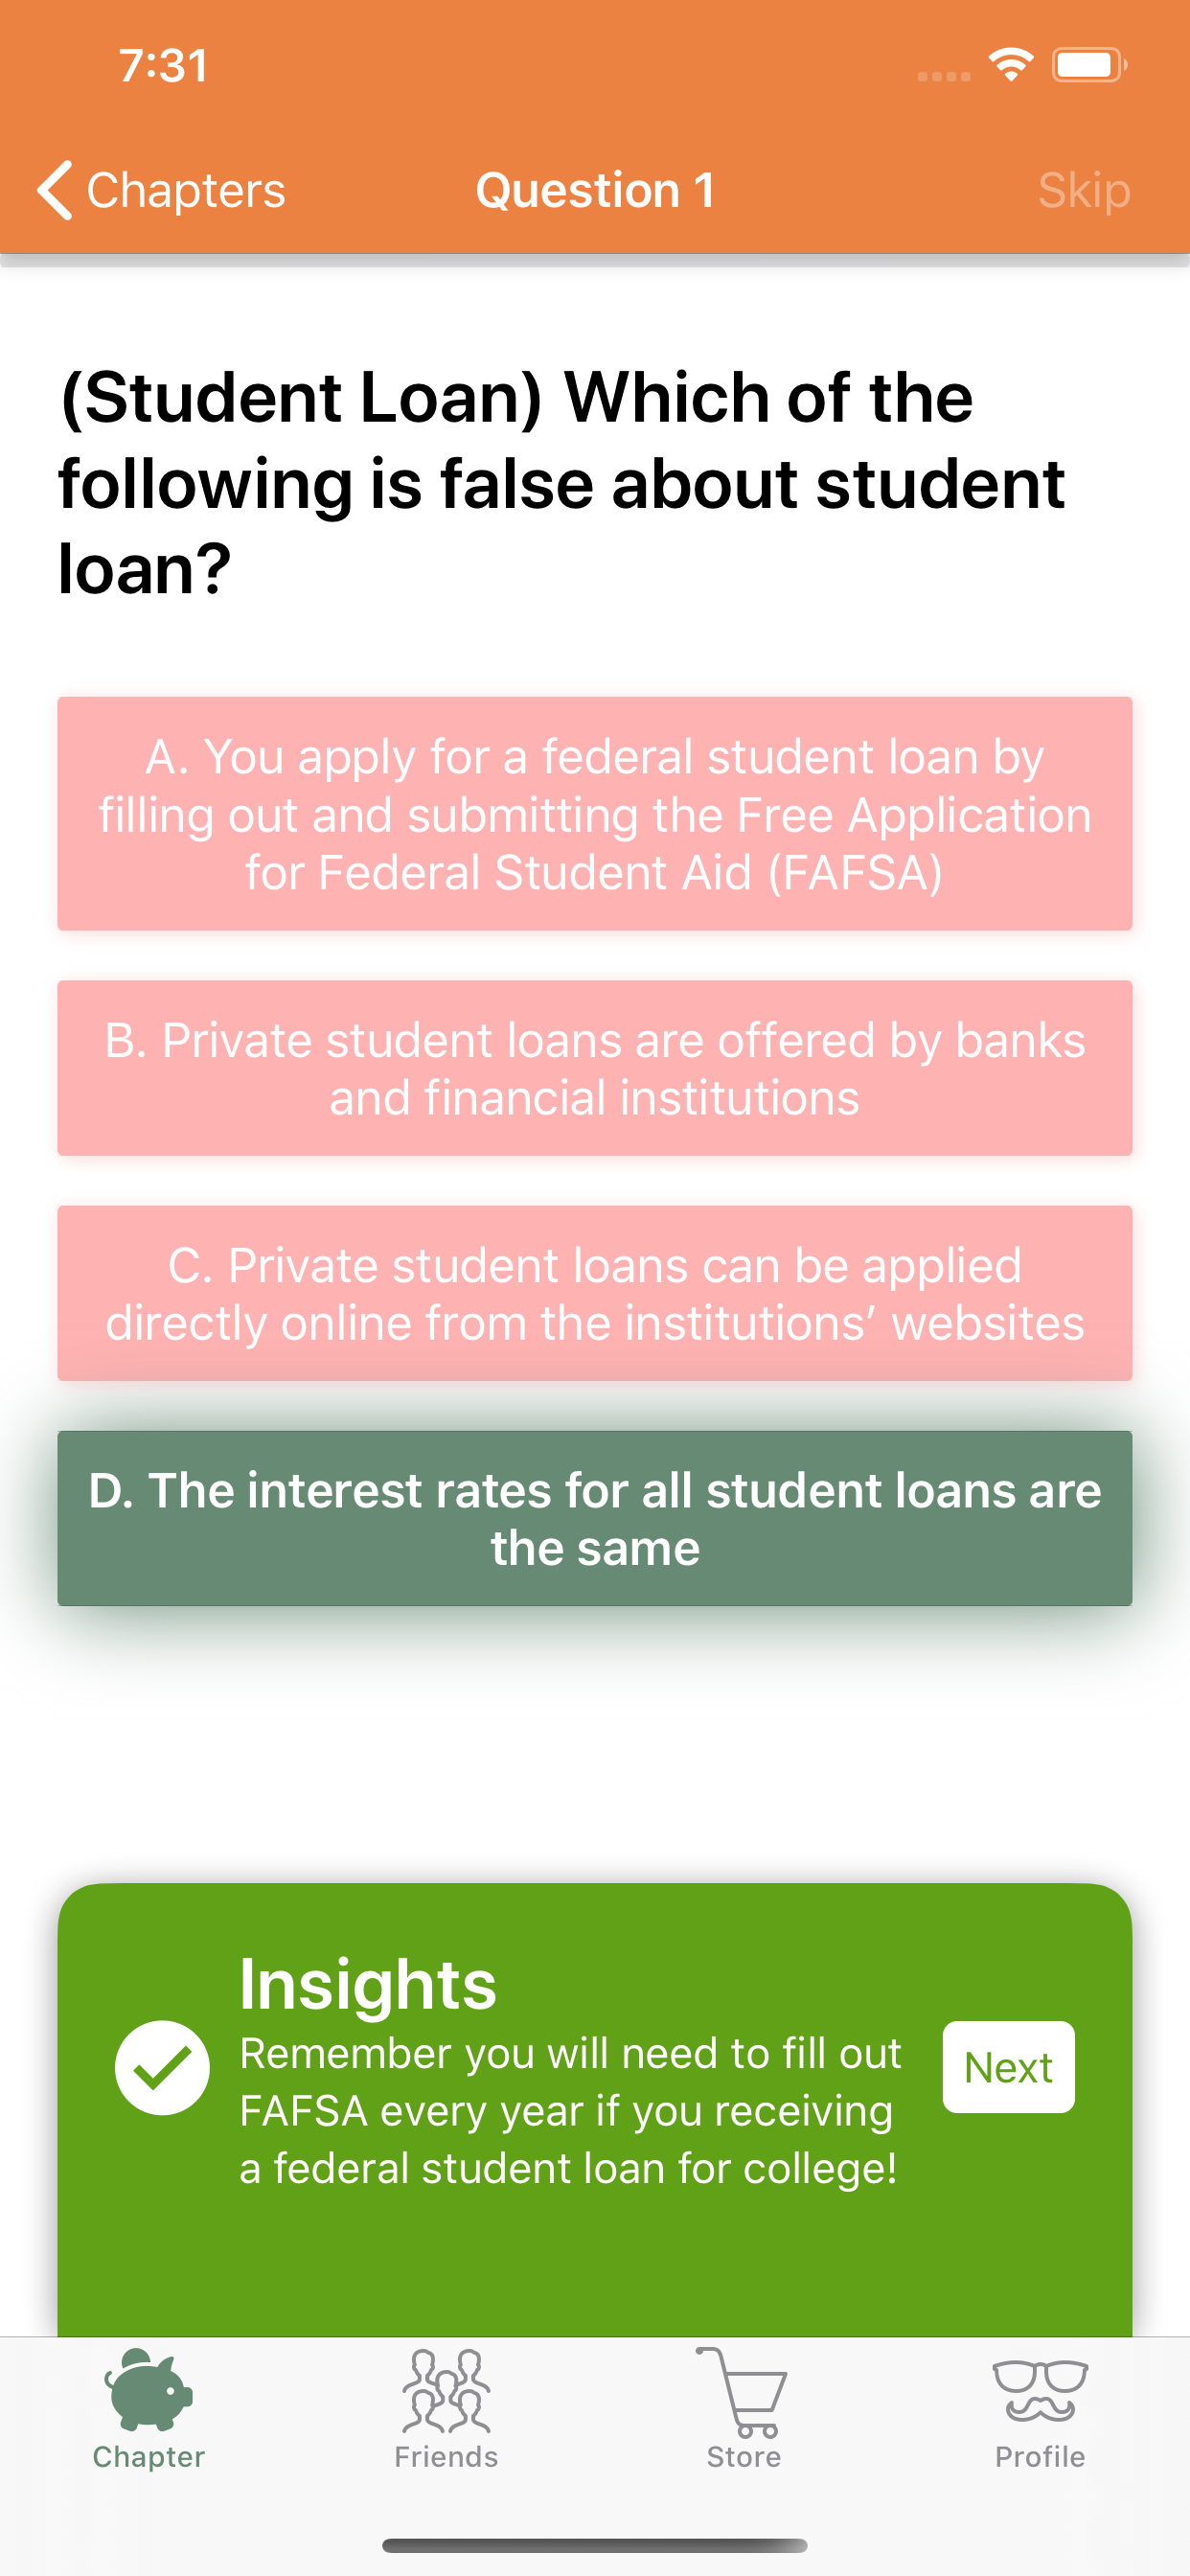 7:31
Chapters
Question 1
Skip
(Student Loan) Which of the
following is false about student
loan?
A. You apply for a federal student loan by
filling out and submitting the Free Application
for Federal Student Aid (FAFSA)
B. Private student loans are offered by banks
and financial institutions
C. Private student loans can be applied
directly online from the institutions’ websites
D. The interest rates for all student loans are
the same
Insights
Remember you will need to fill out
FAFSA every year if you receiving
a federal student loan for college!
Next
Chapter
Friends
Store
Profile